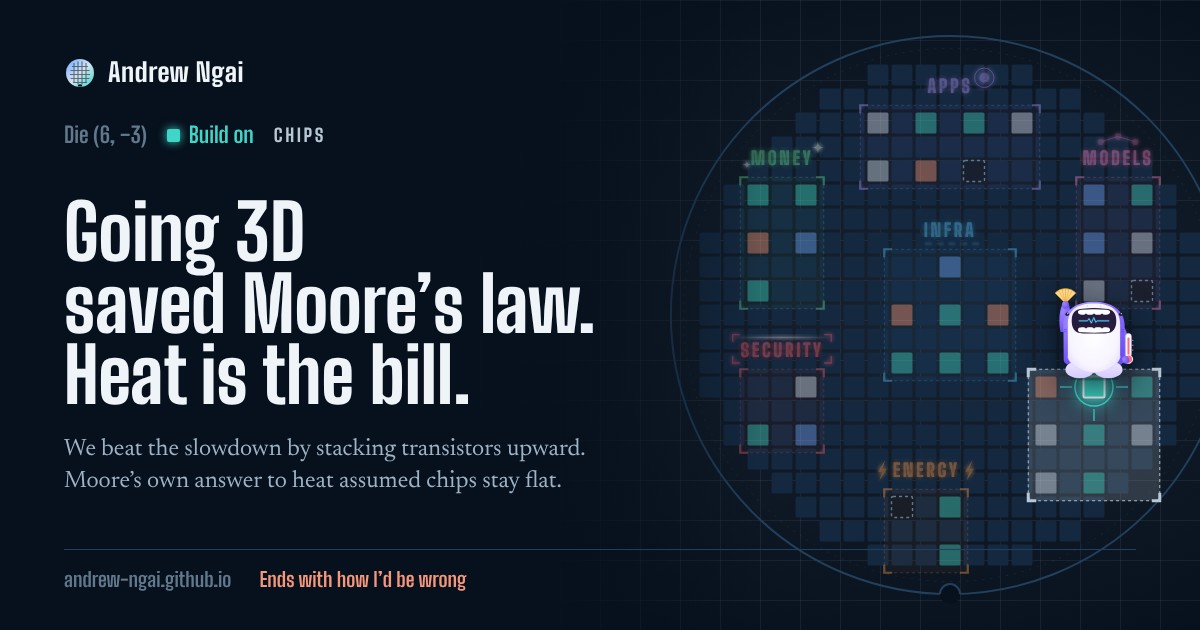 Andrew Ngai
Die (6, −3) Build on CHIPS
Going 3D
saved Moore’s law.
Heat is the bill.
We beat the slowdown by stacking transistors upward.
Moore’s own answer to heat assumed chips stay flat.
andrew-ngai.github.io Ends with how I’d be wrong
APPS
MONEY
MODELS
INFRA
SECURITY
ENERGY